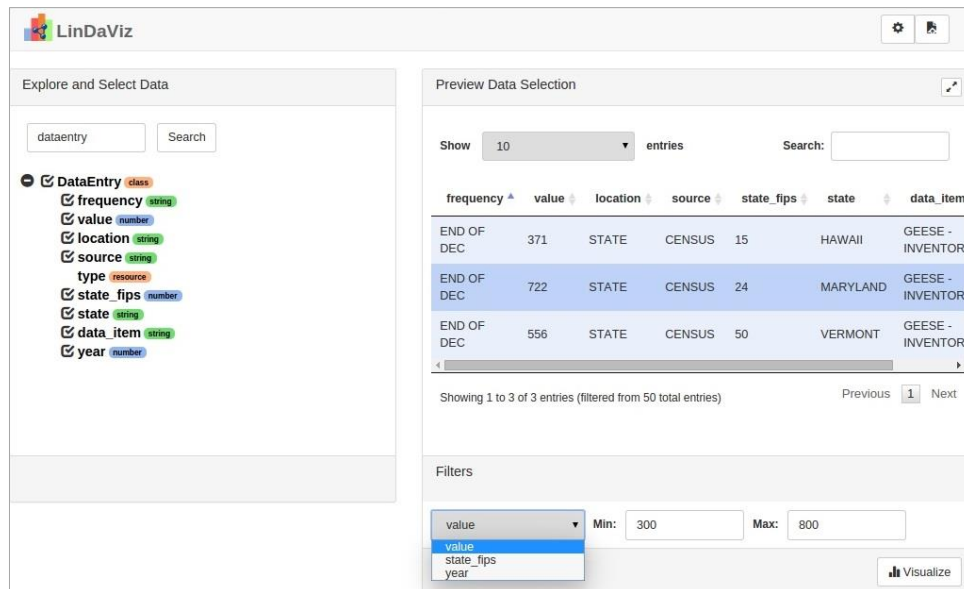 LinDaViz
Explore and Select Data
dataentry Search
DataEntry class
frequency string
value number
location string
source string
type resource
state_fips number
state string
data_item string
year number
Preview Data Selection
Show 10 entries Search:
frequency value location source state_fips state data_item
END OF DEC 371 STATE CENSUS 15 HAWAII GEESE - INVENTOR
END OF DEC 722 STATE CENSUS 24 MARYLAND GEESE - INVENTOR
END OF DEC 556 STATE CENSUS 50 VERMONT GEESE - INVENTOR
Showing 1 to 3 of 3 entries (filtered from 50 total entries) Previous 1 Next
Filters
value Min: 300 Max: 800
value
state_fips
year
Visualize